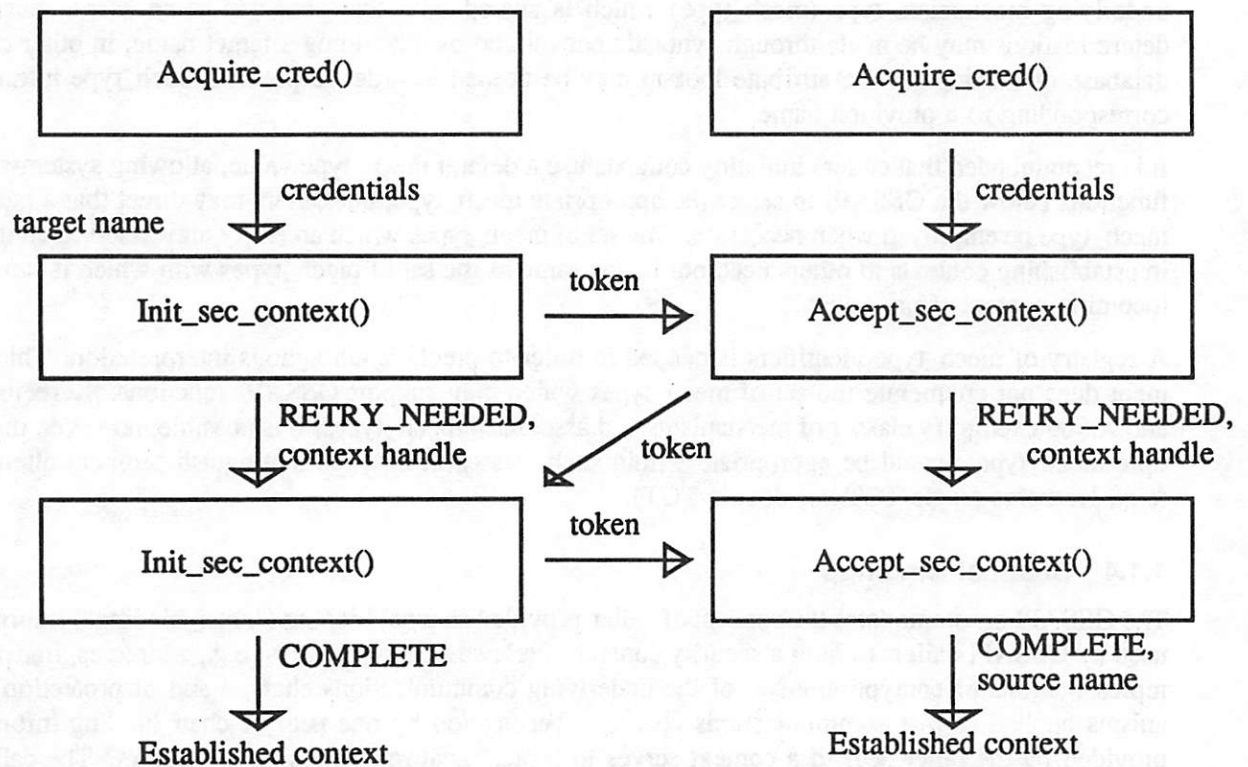 Acquire_cred()
Acquire_cred()
credentials
credentials
target name
Init_sec_context()
token
Accept_sec_context()
RETRY_NEEDED,
context handle
token
RETRY_NEEDED,
context handle
Init_sec_context()
token
Accept_sec_context()
COMPLETE
COMPLETE,
source name
Established context
Established context